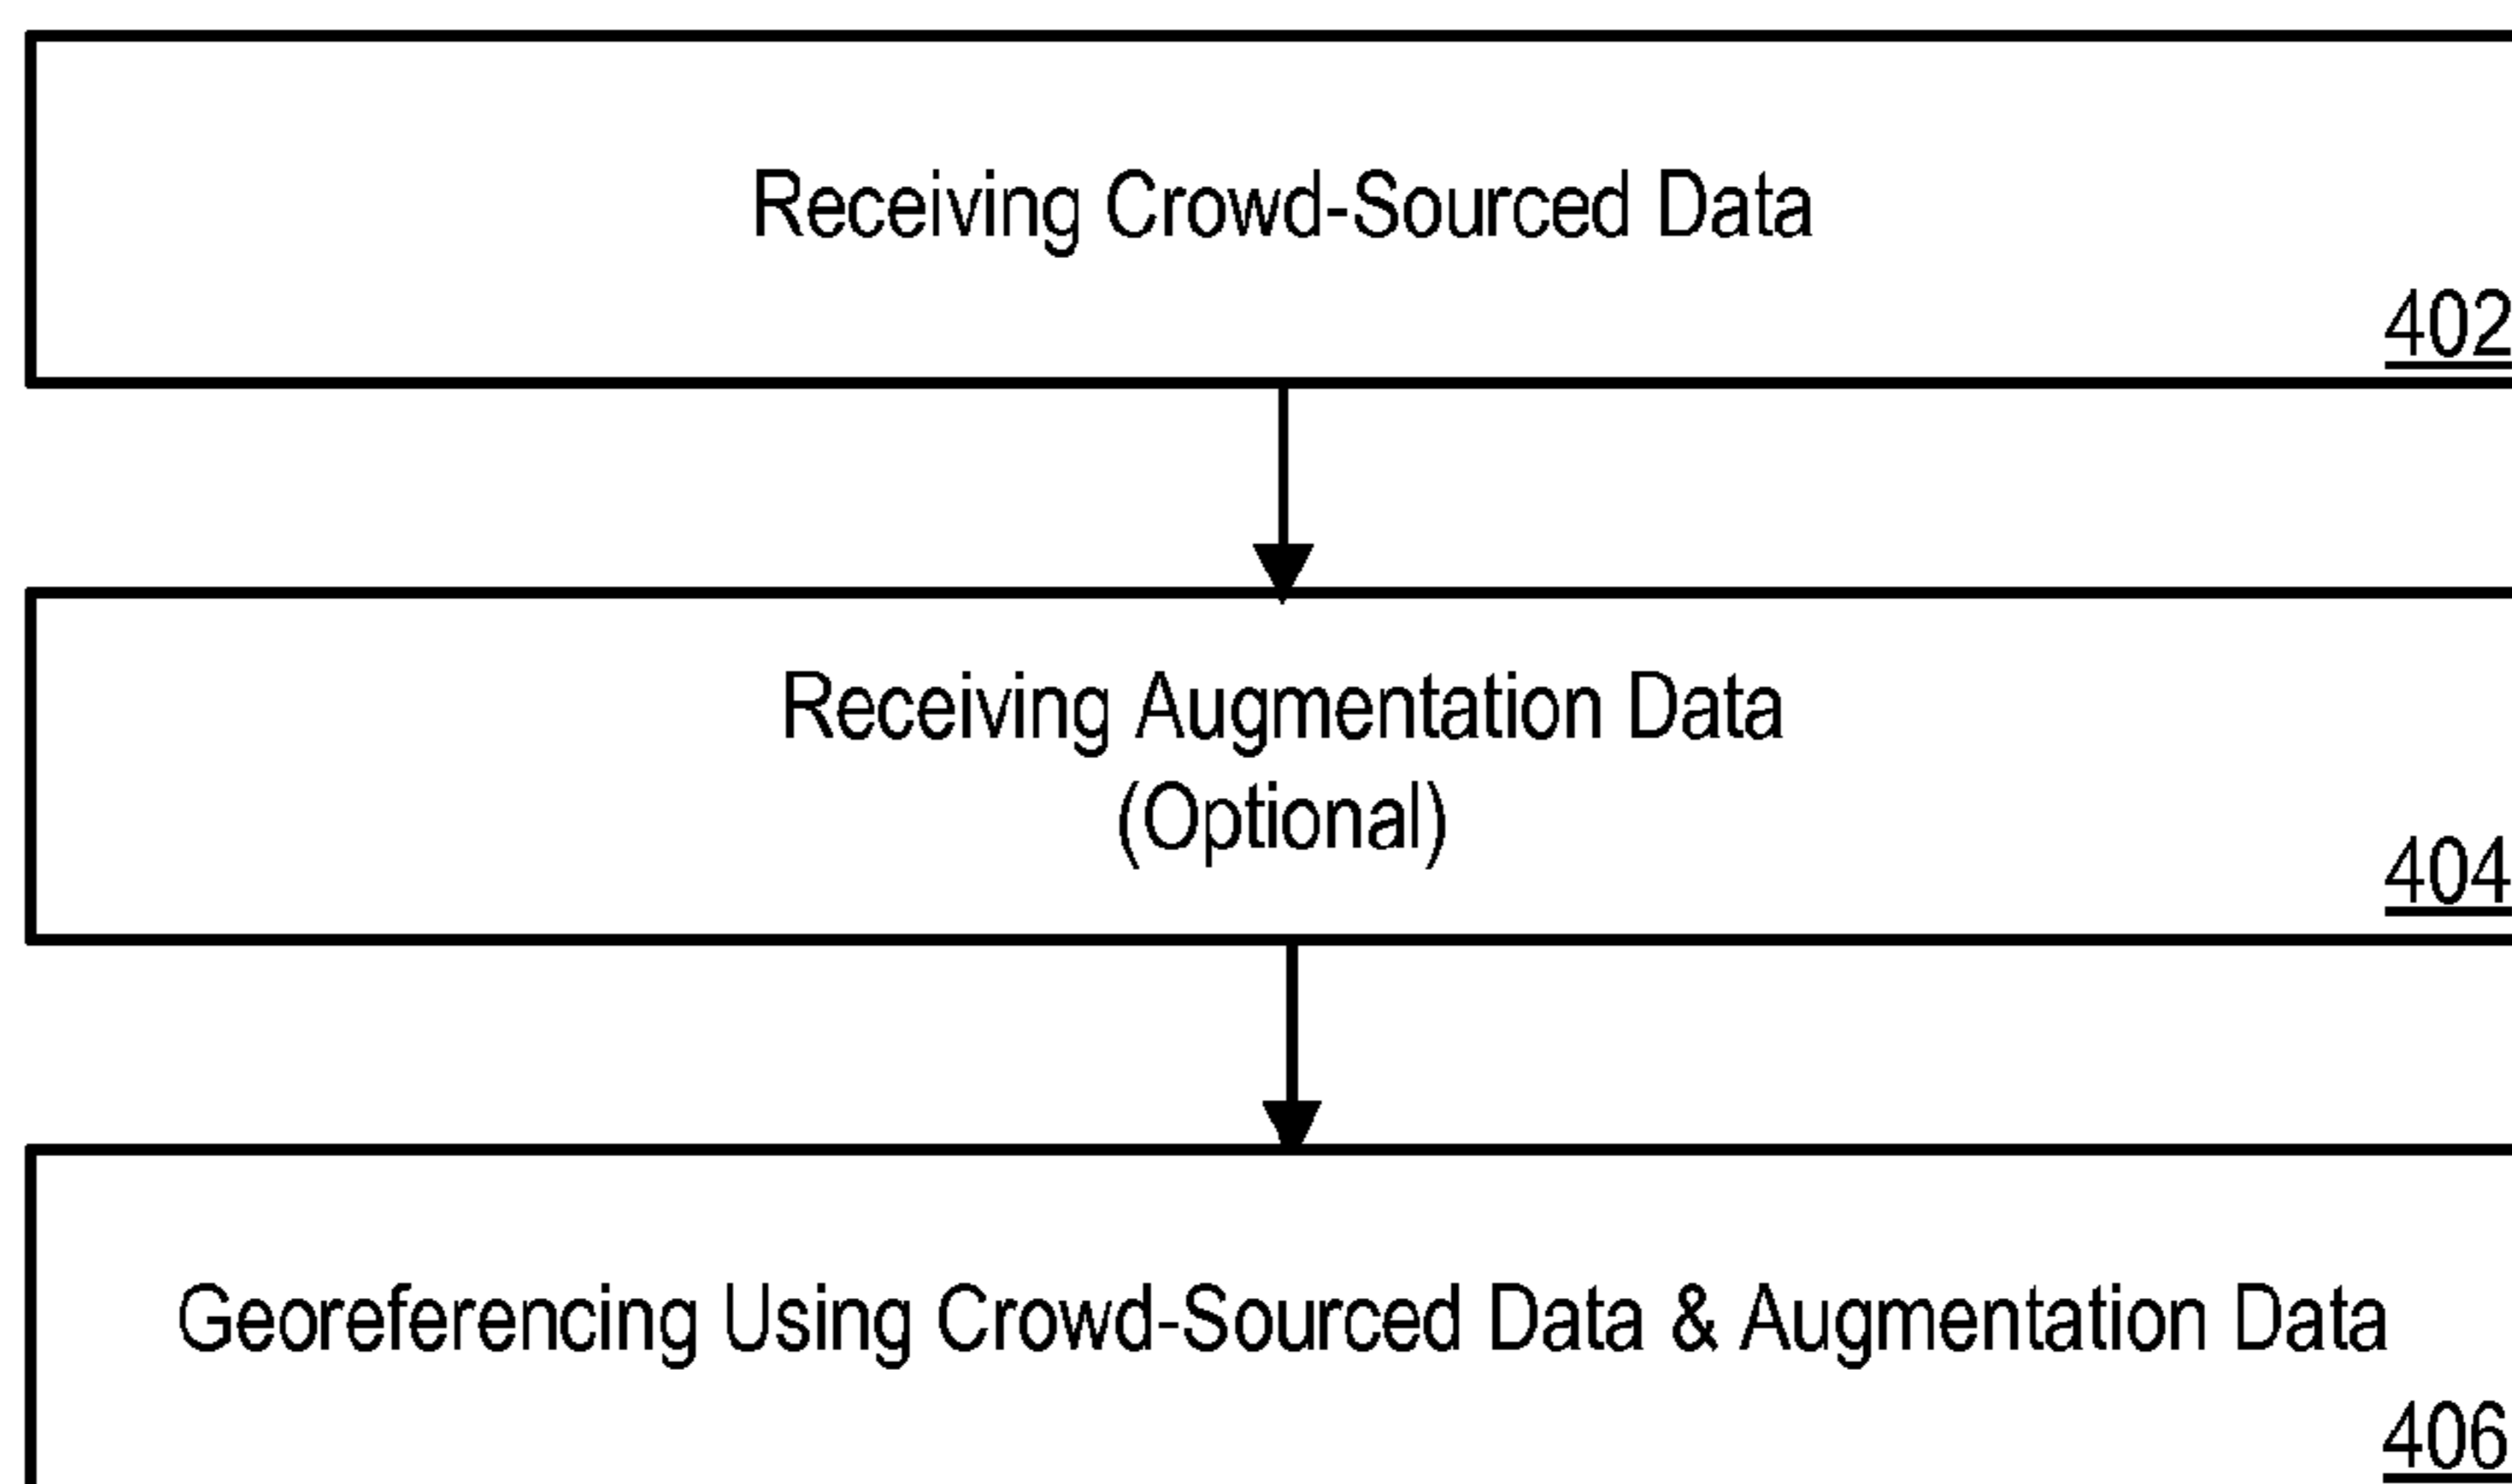 Receiving Crowd-Sourced Data
402
Receiving Augmentation Data
(Optional)
404
Georeferencing Using Crowd-Sourced Data & Augmentation Data
406